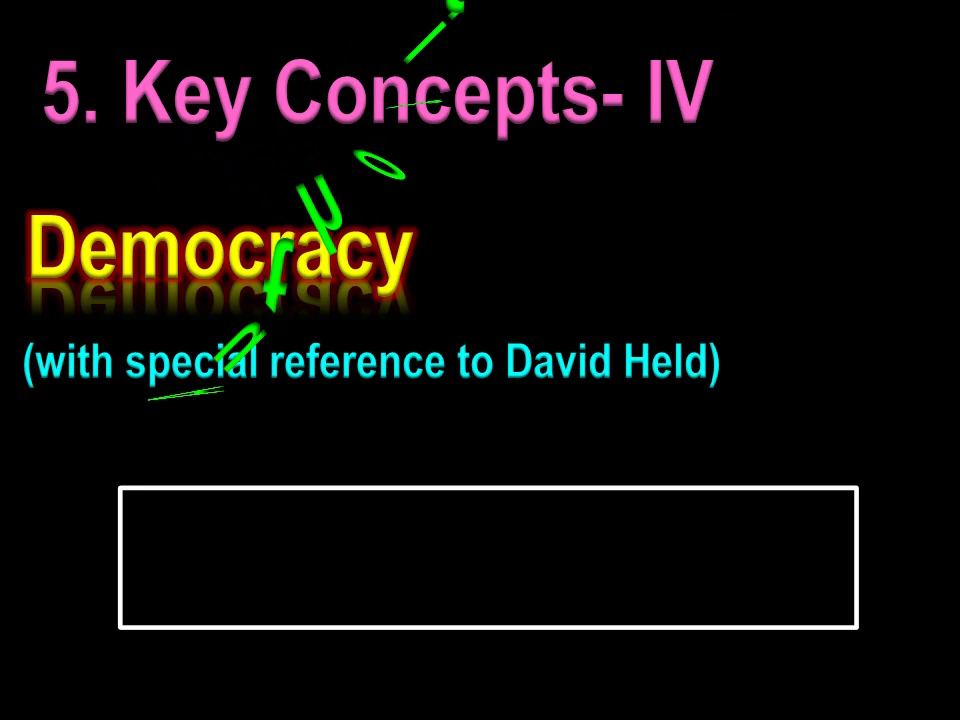 5. Key Concepts- IV
Democracy
(with special reference to David Held)